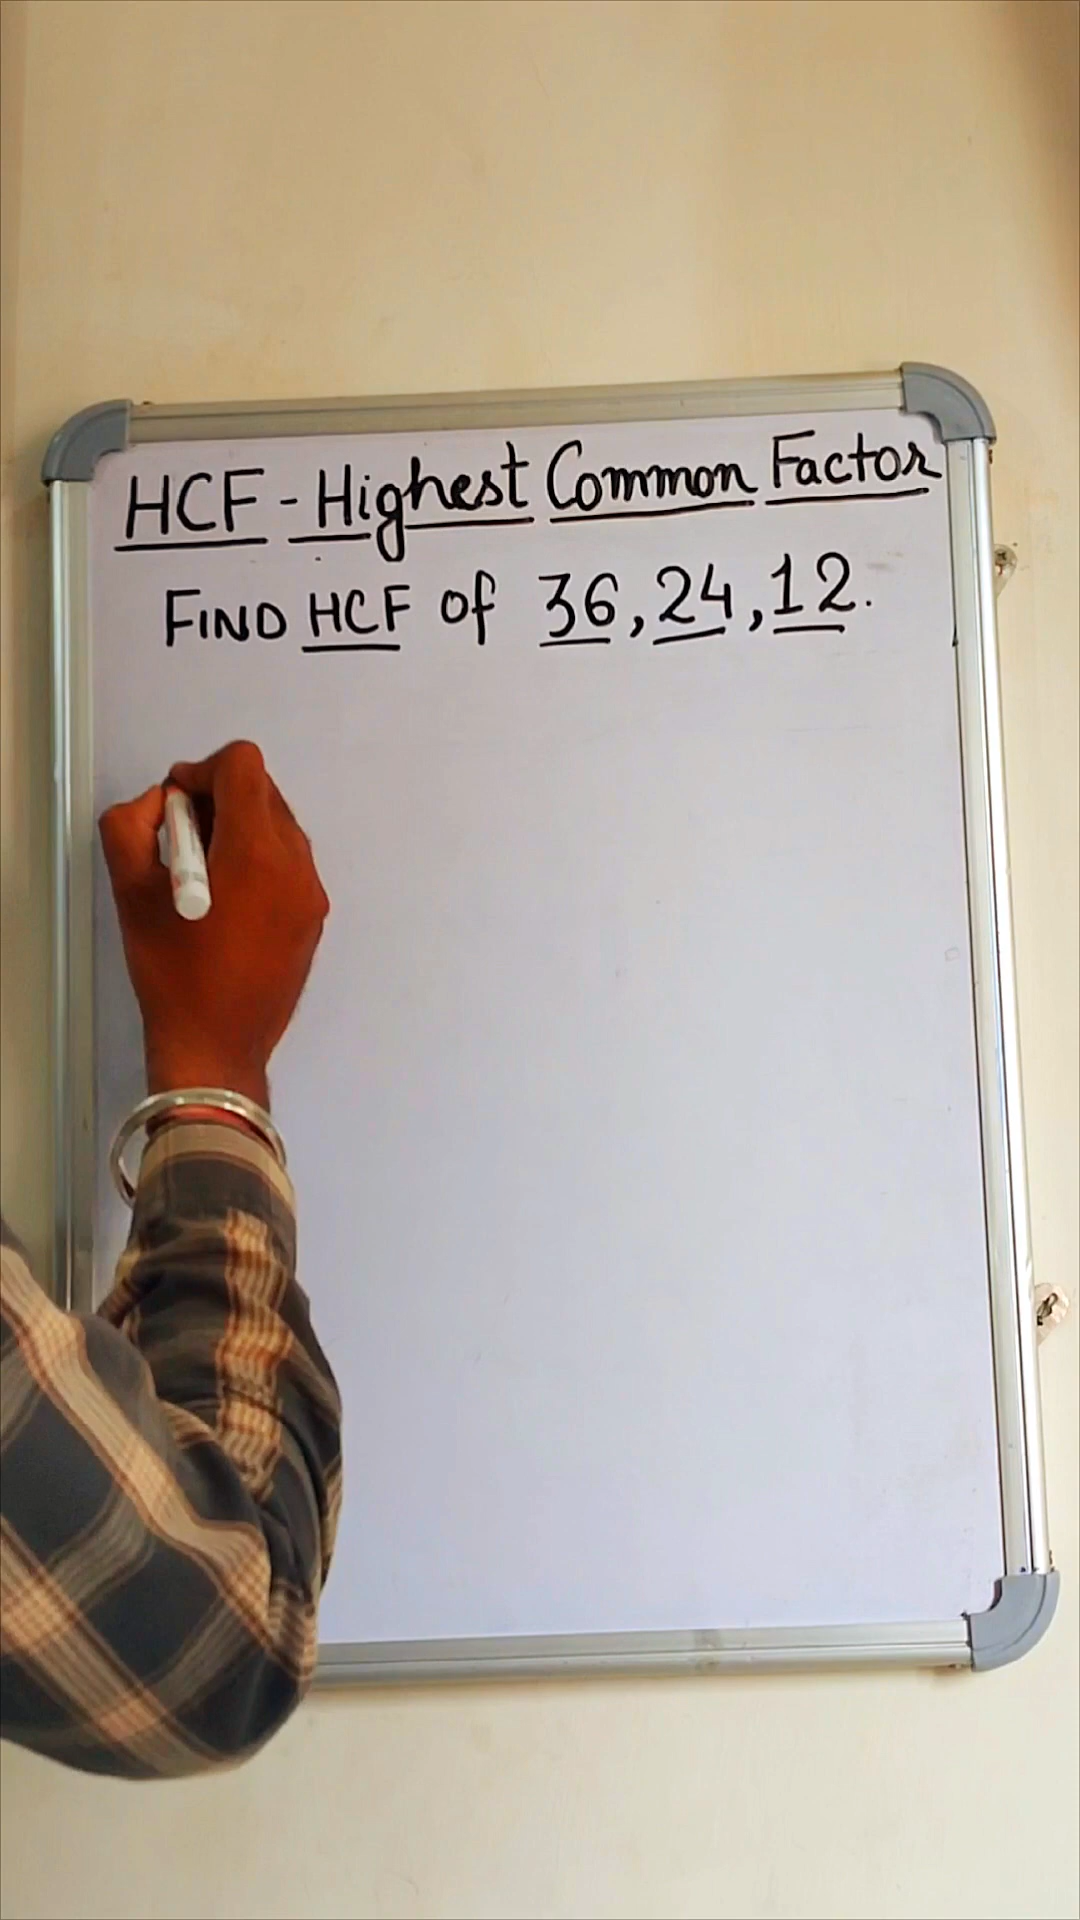 HCF - Highest Common Factor
FIND HCF of 36, 24, 12.